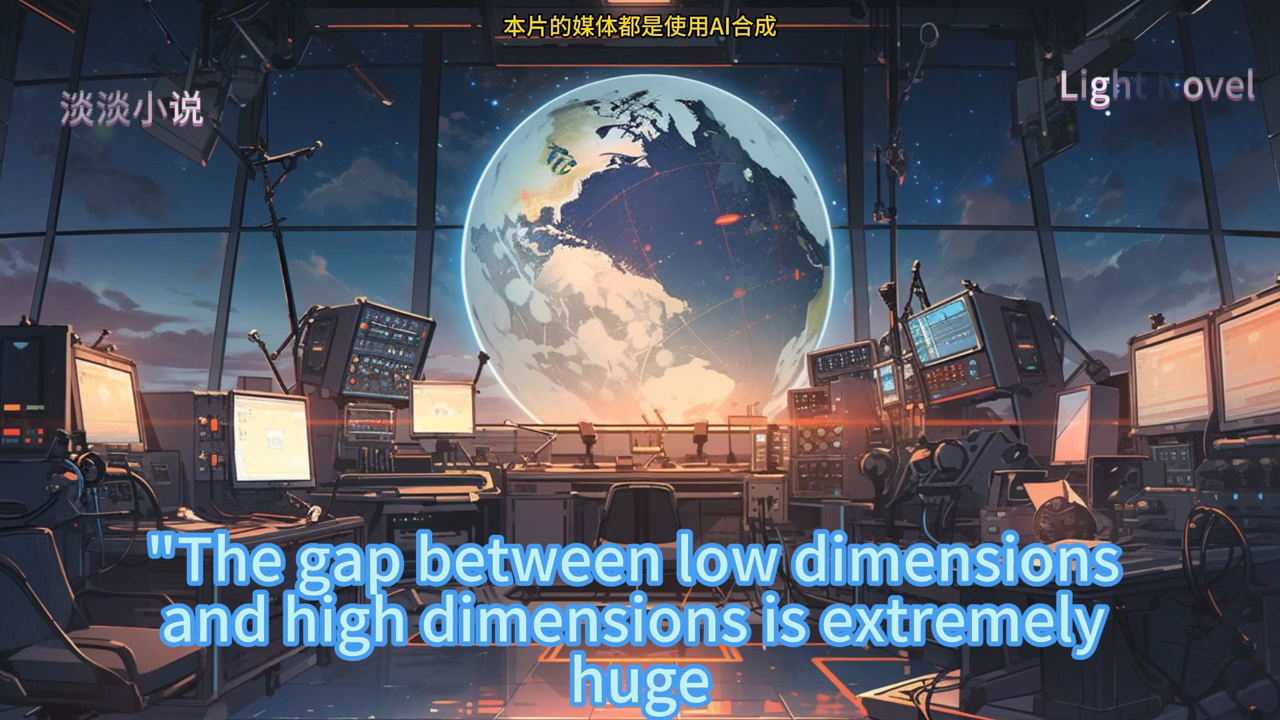 本片的媒体都是使用AI合成
淡淡小说
Light Novel
"The gap between low dimensions
and high dimensions is extremely
huge